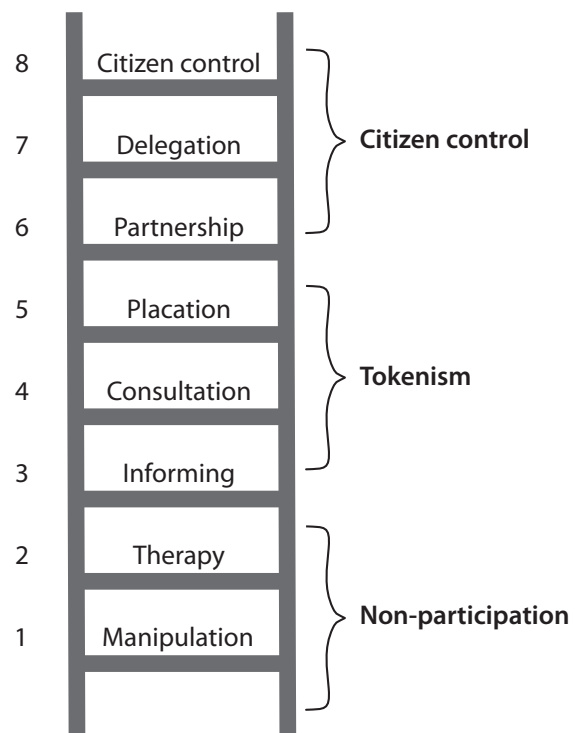 8 Citizen control
Citizen control
7 Delegation
6 Partnership
5 Placation
Tokenism
4 Consultation
3 Informing
2 Therapy
Non-participation
1 Manipulation